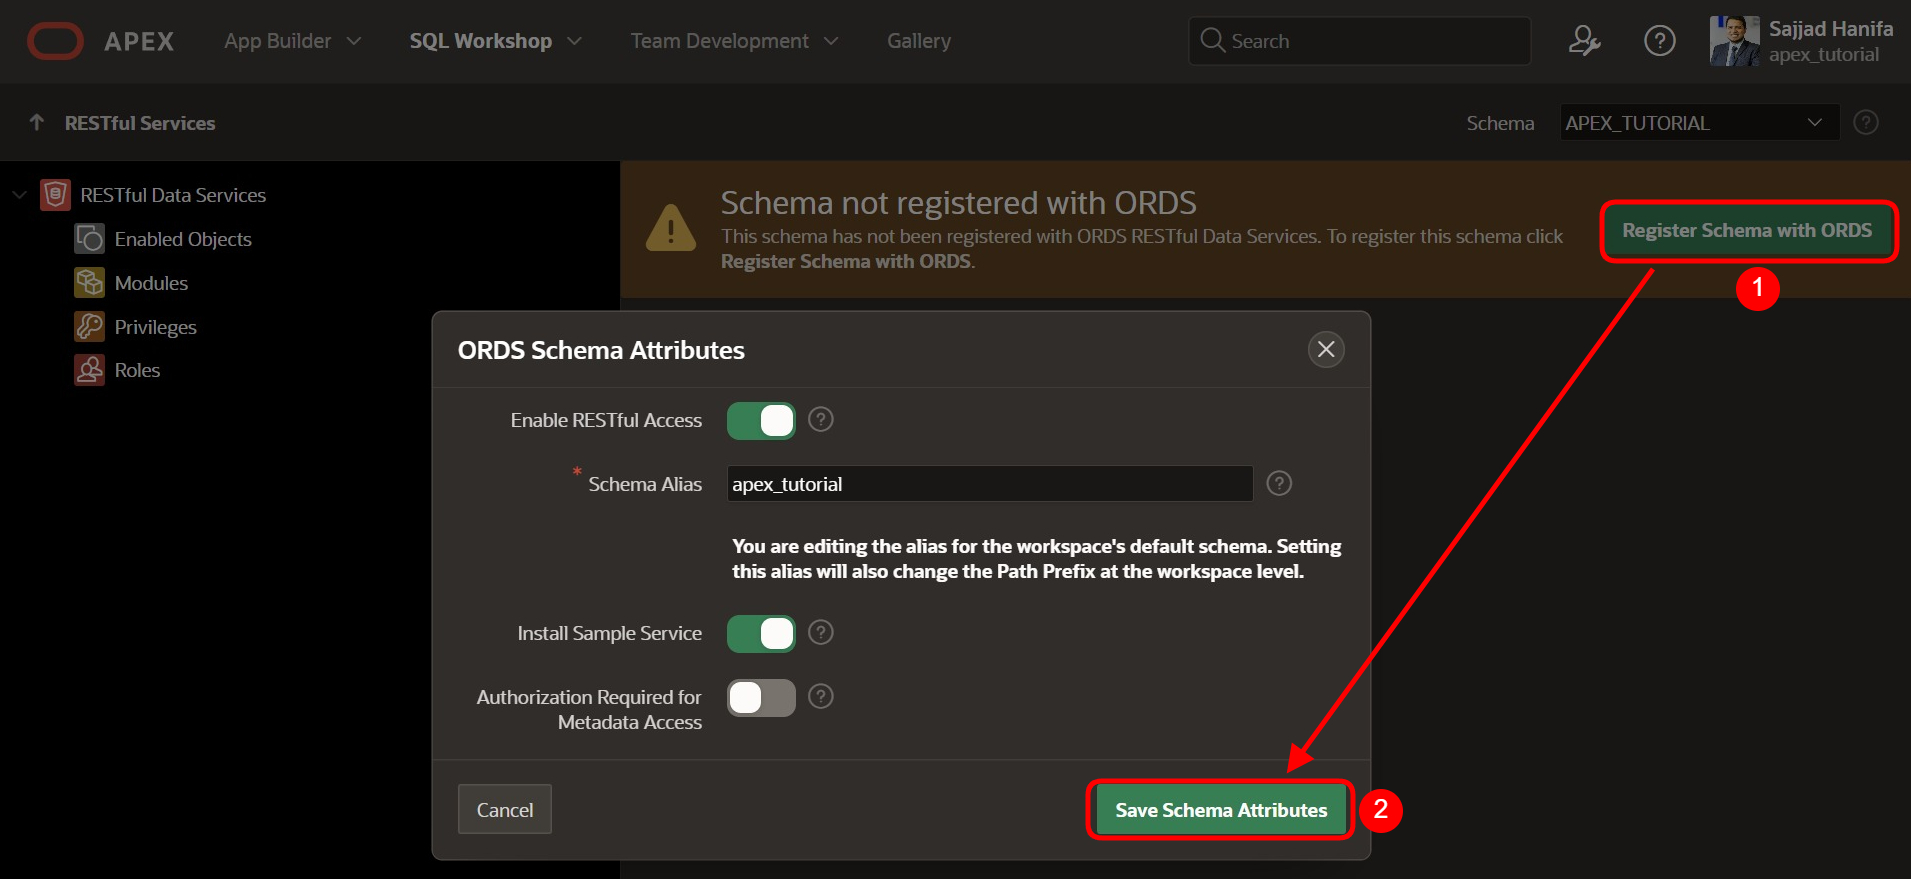 APEX
App Builder
SQL Workshop
Team Development
Gallery
Search
Sajjad Hanifa
apex_tutorial
RESTful Services
Schema
APEX_TUTORIAL
RESTful Data Services
Enabled Objects
Modules
Privileges
Roles
Schema not registered with ORDS
This schema has not been registered with ORDS RESTful Data Services. To register this schema click
Register Schema with ORDS.
Register Schema with ORDS
1
ORDS Schema Attributes
Enable RESTful Access
* Schema Alias
apex_tutorial
You are editing the alias for the workspace's default schema. Setting
this alias will also change the Path Prefix at the workspace level.
Install Sample Service
Authorization Required for
Metadata Access
Cancel
Save Schema Attributes
2